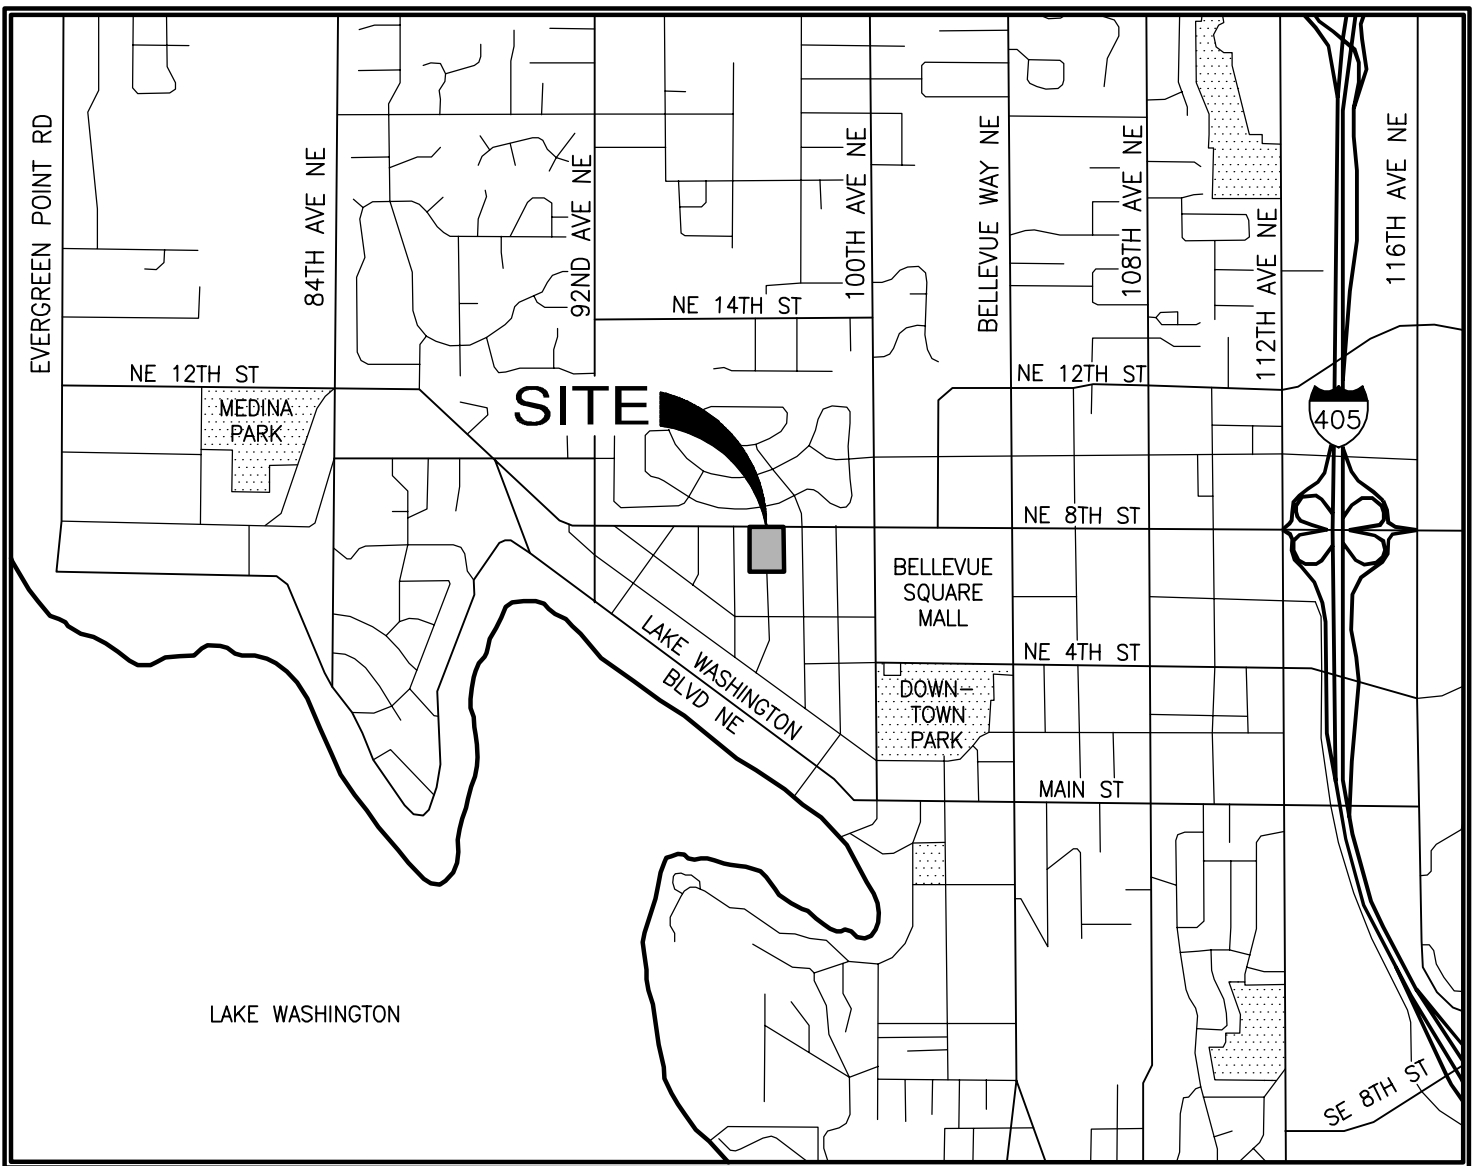 EVERGREEN POINT RD
84TH AVE NE
92ND AVE NE
100TH AVE NE
BELLEVUE WAY NE
108TH AVE NE
112TH AVE NE
116TH AVE NE
NE 14TH ST
NE 12TH ST
NE 12TH ST
MEDINA
PARK
SITE
405
NE 8TH ST
BELLEVUE
SQUARE
MALL
LAKE WASHINGTON
BLVD NE
NE 4TH ST
DOWN-
TOWN
PARK
MAIN ST
LAKE WASHINGTON
SE 8TH ST